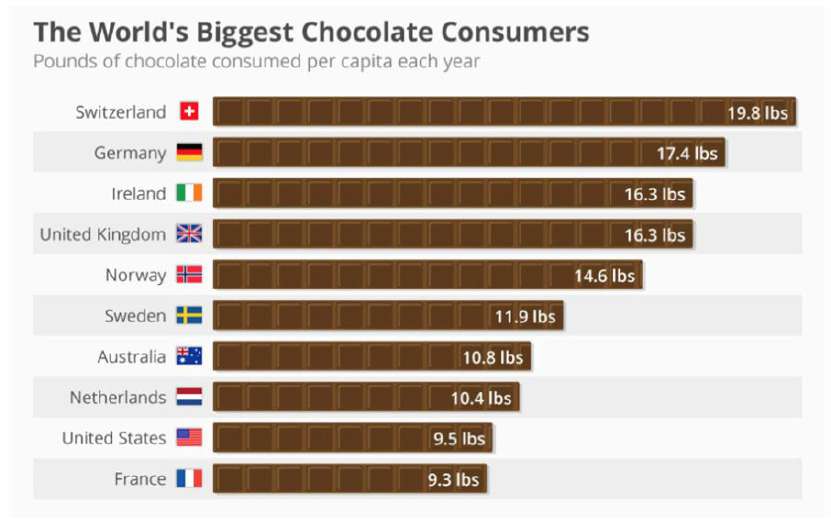 The World's Biggest Chocolate Consumers
Pounds of chocolate consumed per capita each year
Switzerland 19.8 lbs
Germany 17.4 lbs
Ireland 16.3 lbs
United Kingdom 16.3 lbs
Norway 14.6 lbs
Sweden 11.9 lbs
Australia 10.8 lbs
Netherlands 10.4 lbs
United States 9.5 lbs
France 9.3 lbs